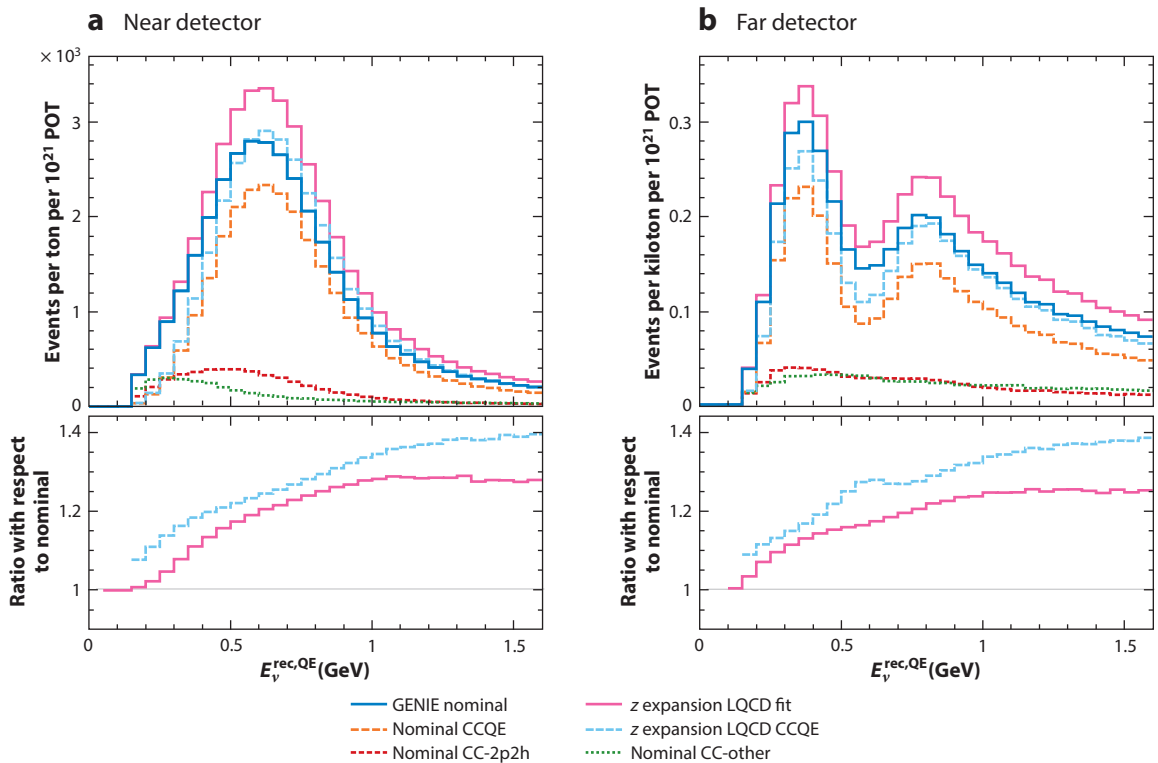 a Near detector
× 10³
Events per ton per 10²¹ POT
3
2
1
0
Ratio with respect
to nominal
1.4
1.2
1
0
0.5
1
1.5
E_ν^rec,QE (GeV)
b Far detector
Events per kiloton per 10²¹ POT
0.3
0.2
0.1
0
Ratio with respect
to nominal
1.4
1.2
1
0
0.5
1
1.5
E_ν^rec,QE (GeV)
GENIE nominal
Nominal CCQE
Nominal CC-2p2h
z expansion LQCD fit
z expansion LQCD CCQE
Nominal CC-other